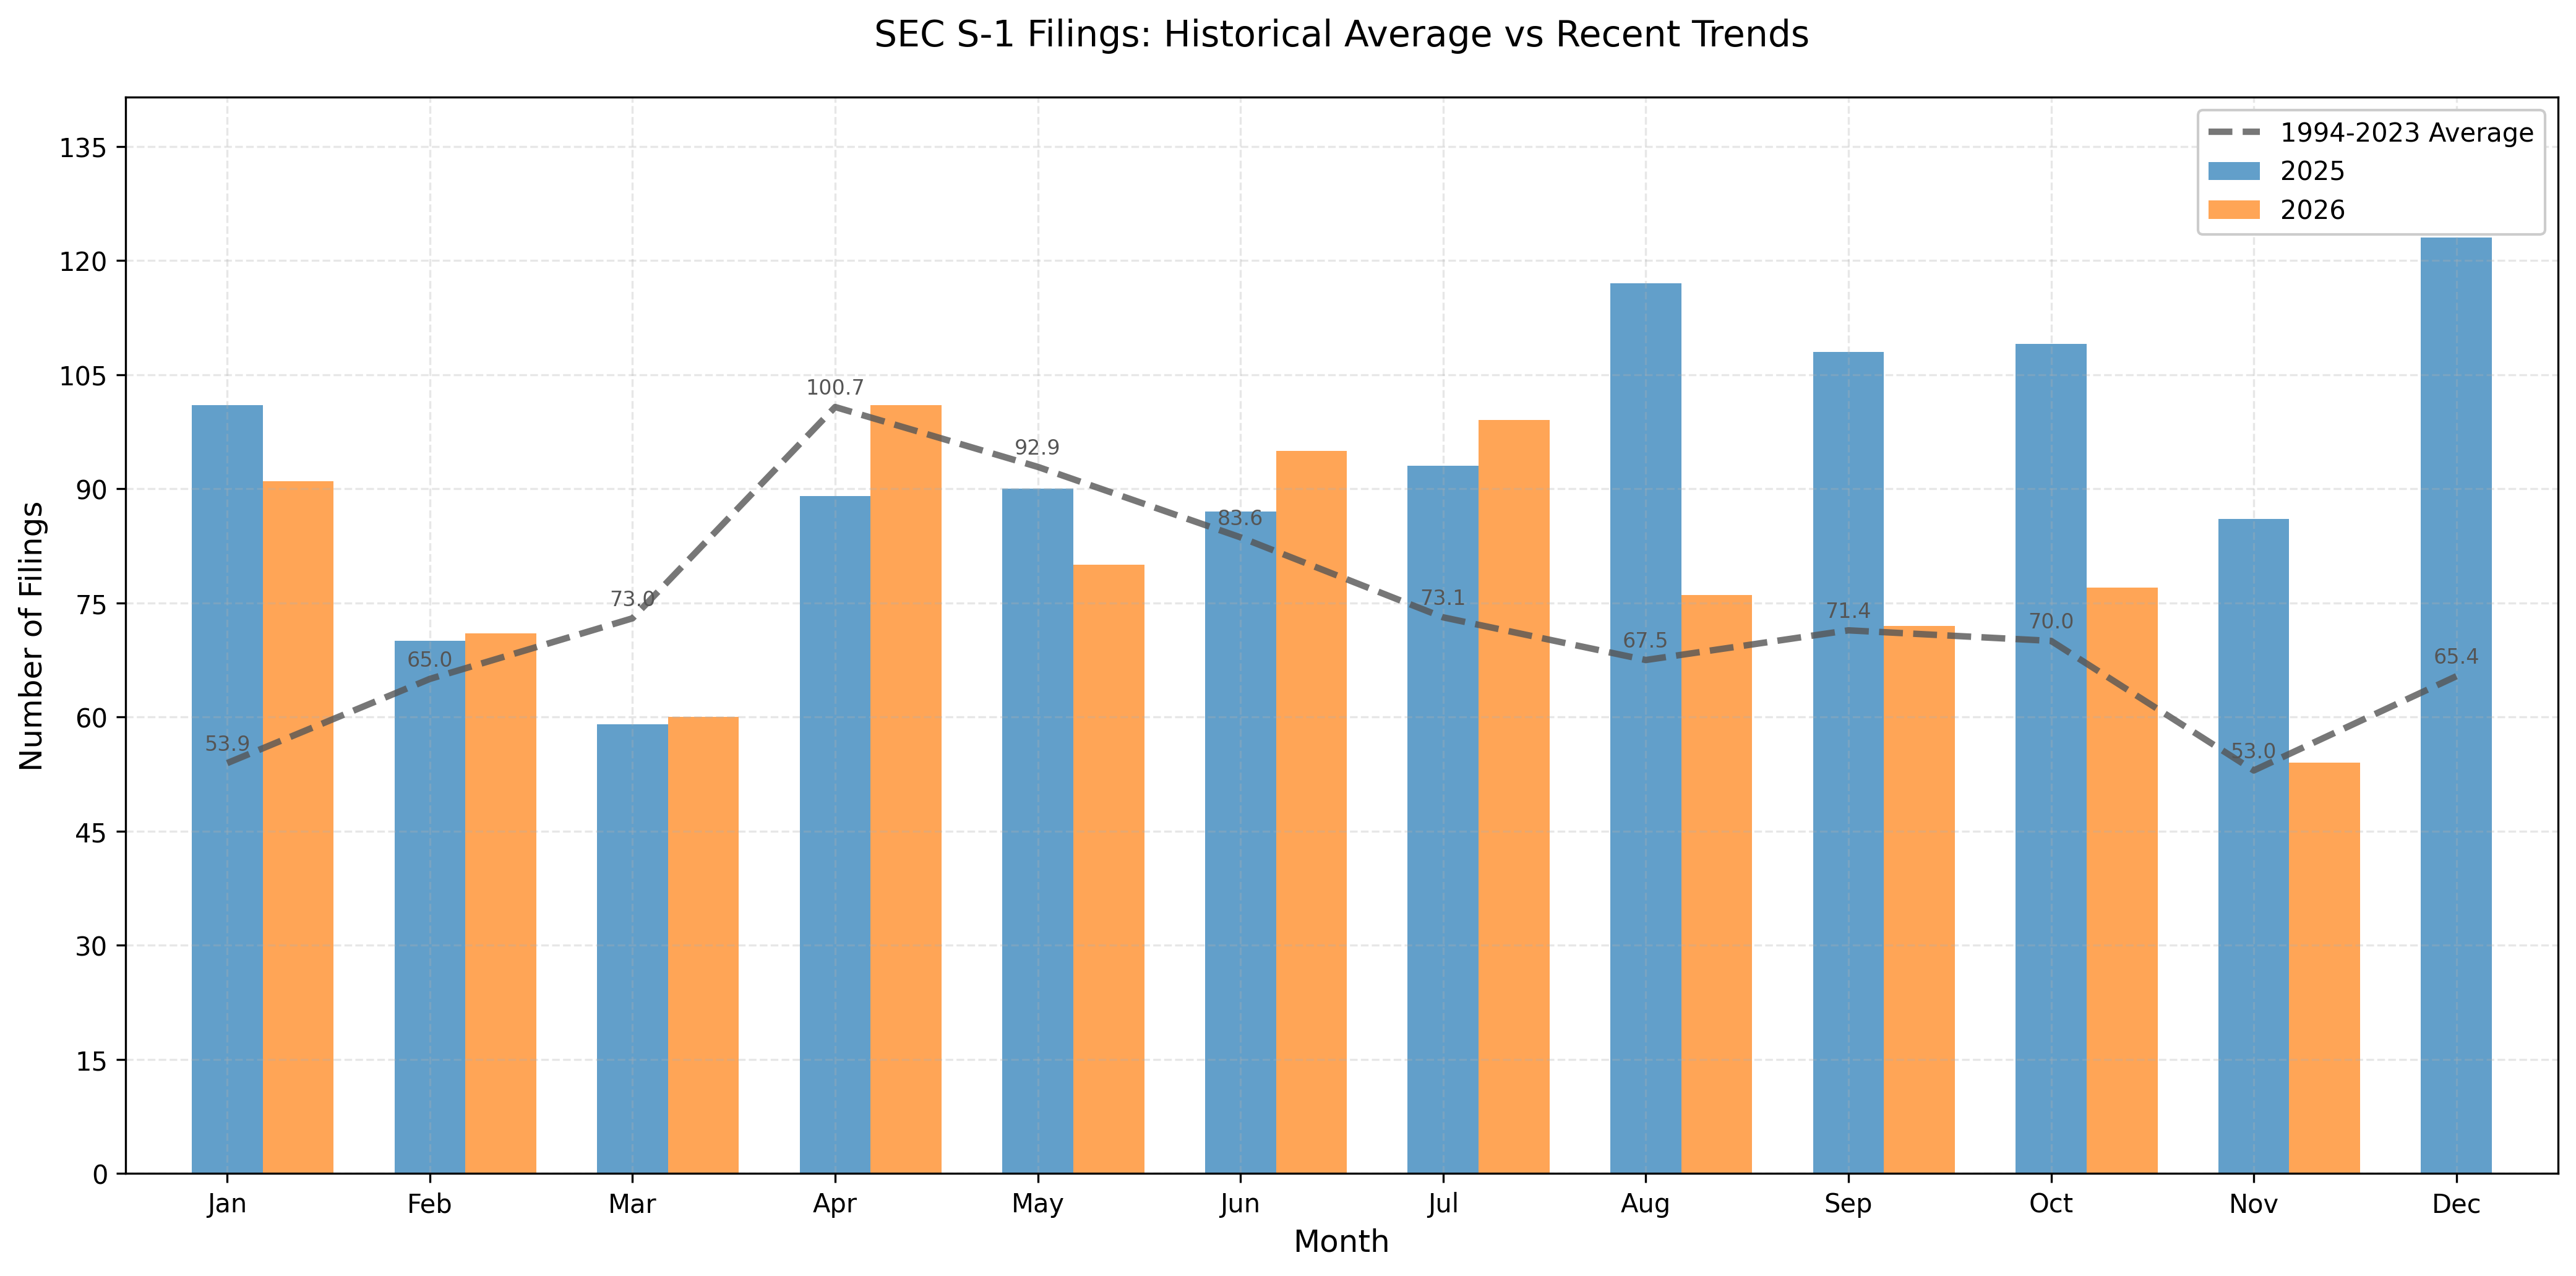 SEC S-1 Filings: Historical Average vs Recent Trends
1994-2023 Average
2025
2026
Number of Filings
135
120
105
90
75
60
45
30
15
0
53.9
65.0
73.0
100.7
92.9
83.6
73.1
67.5
71.4
70.0
53.0
65.4
Jan
Feb
Mar
Apr
May
Jun
Jul
Aug
Sep
Oct
Nov
Dec
Month